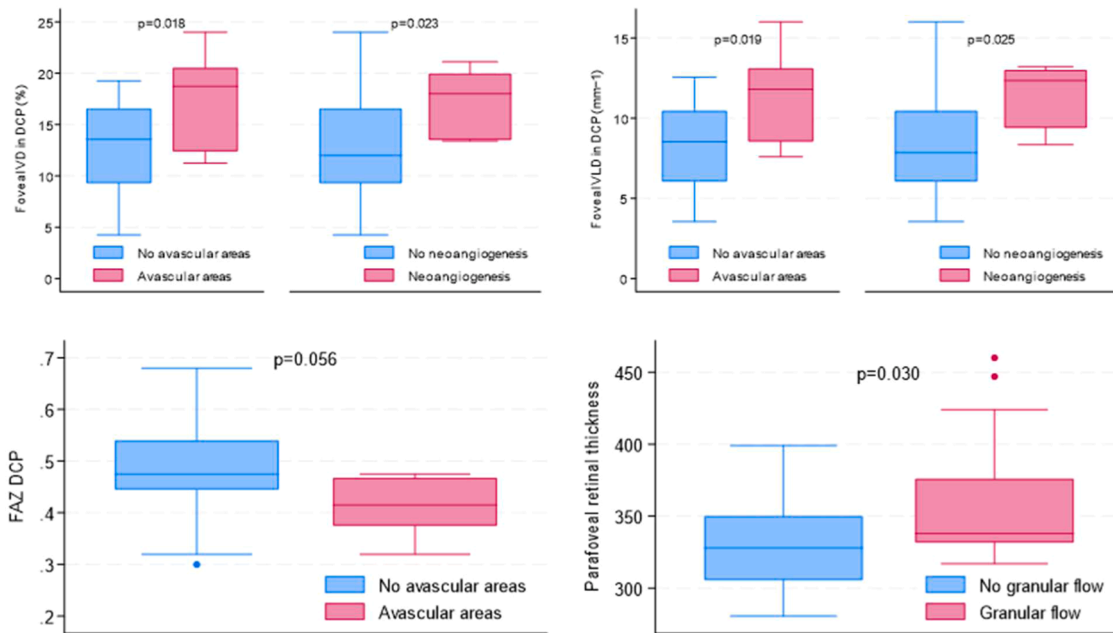 p=0.018
p=0.023
Foveal VD in DCP (%)
25
20
15
10
5
0
No avascular areas
Avascular areas
No neoangiogenesis
Neoangiogenesis
p=0.019
p=0.025
Foveal VLD in DCP (mm−1)
15
10
5
0
No avascular areas
Avascular areas
No neoangiogenesis
Neoangiogenesis
p=0.056
FAZ DCP
.7
.6
.5
.4
.3
.2
No avascular areas
Avascular areas
p=0.030
Parafoveal retinal thickness
450
400
350
300
No granular flow
Granular flow